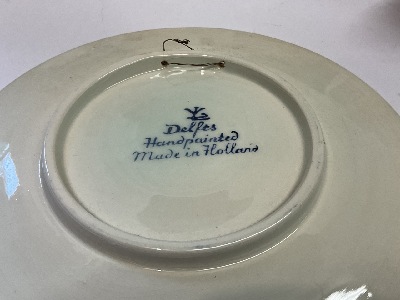 Delfts
Handpainted
Made in Holland